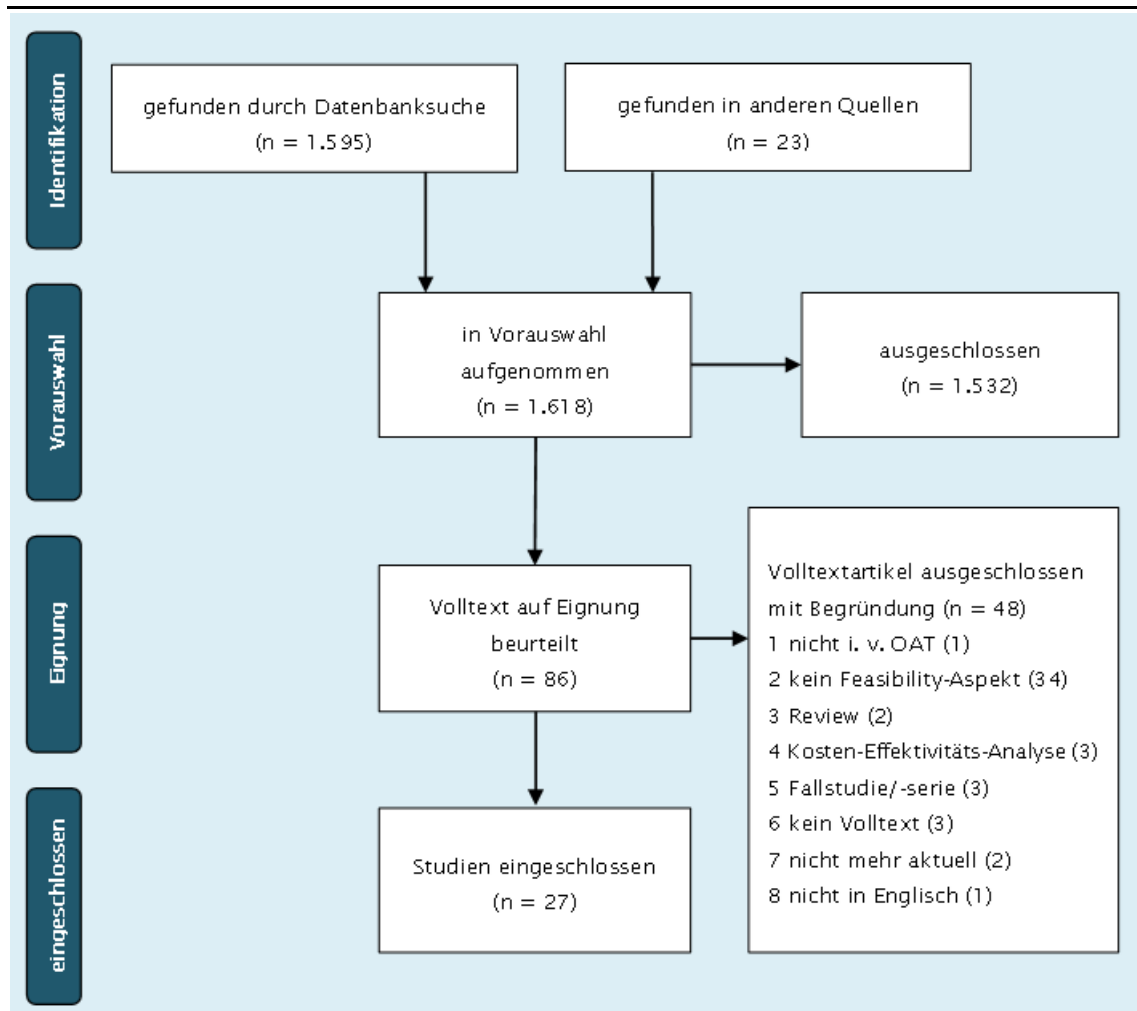 Identifikation
gefunden durch Datenbanksuche
(n = 1.595)
gefunden in anderen Quellen
(n = 23)
Vorauswahl
in Vorauswahl
aufgenommen
(n = 1.618)
ausgeschlossen
(n = 1.532)
Eignung
Volltext auf Eignung
beurteilt
(n = 86)
Volltextartikel ausgeschlossen
mit Begründung (n = 48)
1 nicht i. v. OAT (1)
2 kein Feasibility-Aspekt (34)
3 Review (2)
4 Kosten-Effektivitäts-Analyse (3)
5 Fallstudie/-serie (3)
6 kein Volltext (3)
7 nicht mehr aktuell (2)
8 nicht in Englisch (1)
eingeschlossen
Studien eingeschlossen
(n = 27)